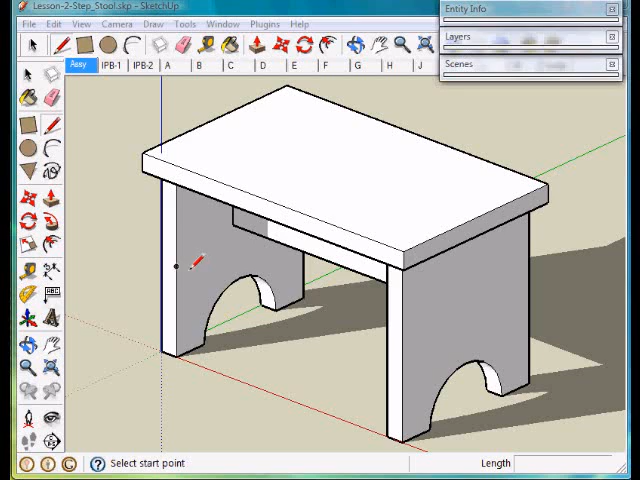 Lesson-2-Step_Stool.skp - SketchUp
File Edit View Camera Draw Tools Window Plugins Help
Entity Info
Layers
Scenes
Assy IPB-1 IPB-2 A B C D E F G H J
ABC
A
Select start point
Length